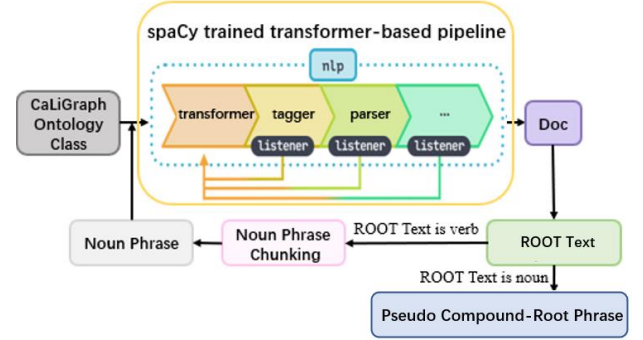 spaCy trained transformer-based pipeline
nlp
CaLiGraph
Ontology
Class
transformer
tagger
parser
...
listener
listener
listener
Doc
Noun Phrase
Noun Phrase
Chunking
ROOT Text is verb
ROOT Text
ROOT Text is noun
Pseudo Compound-Root Phrase